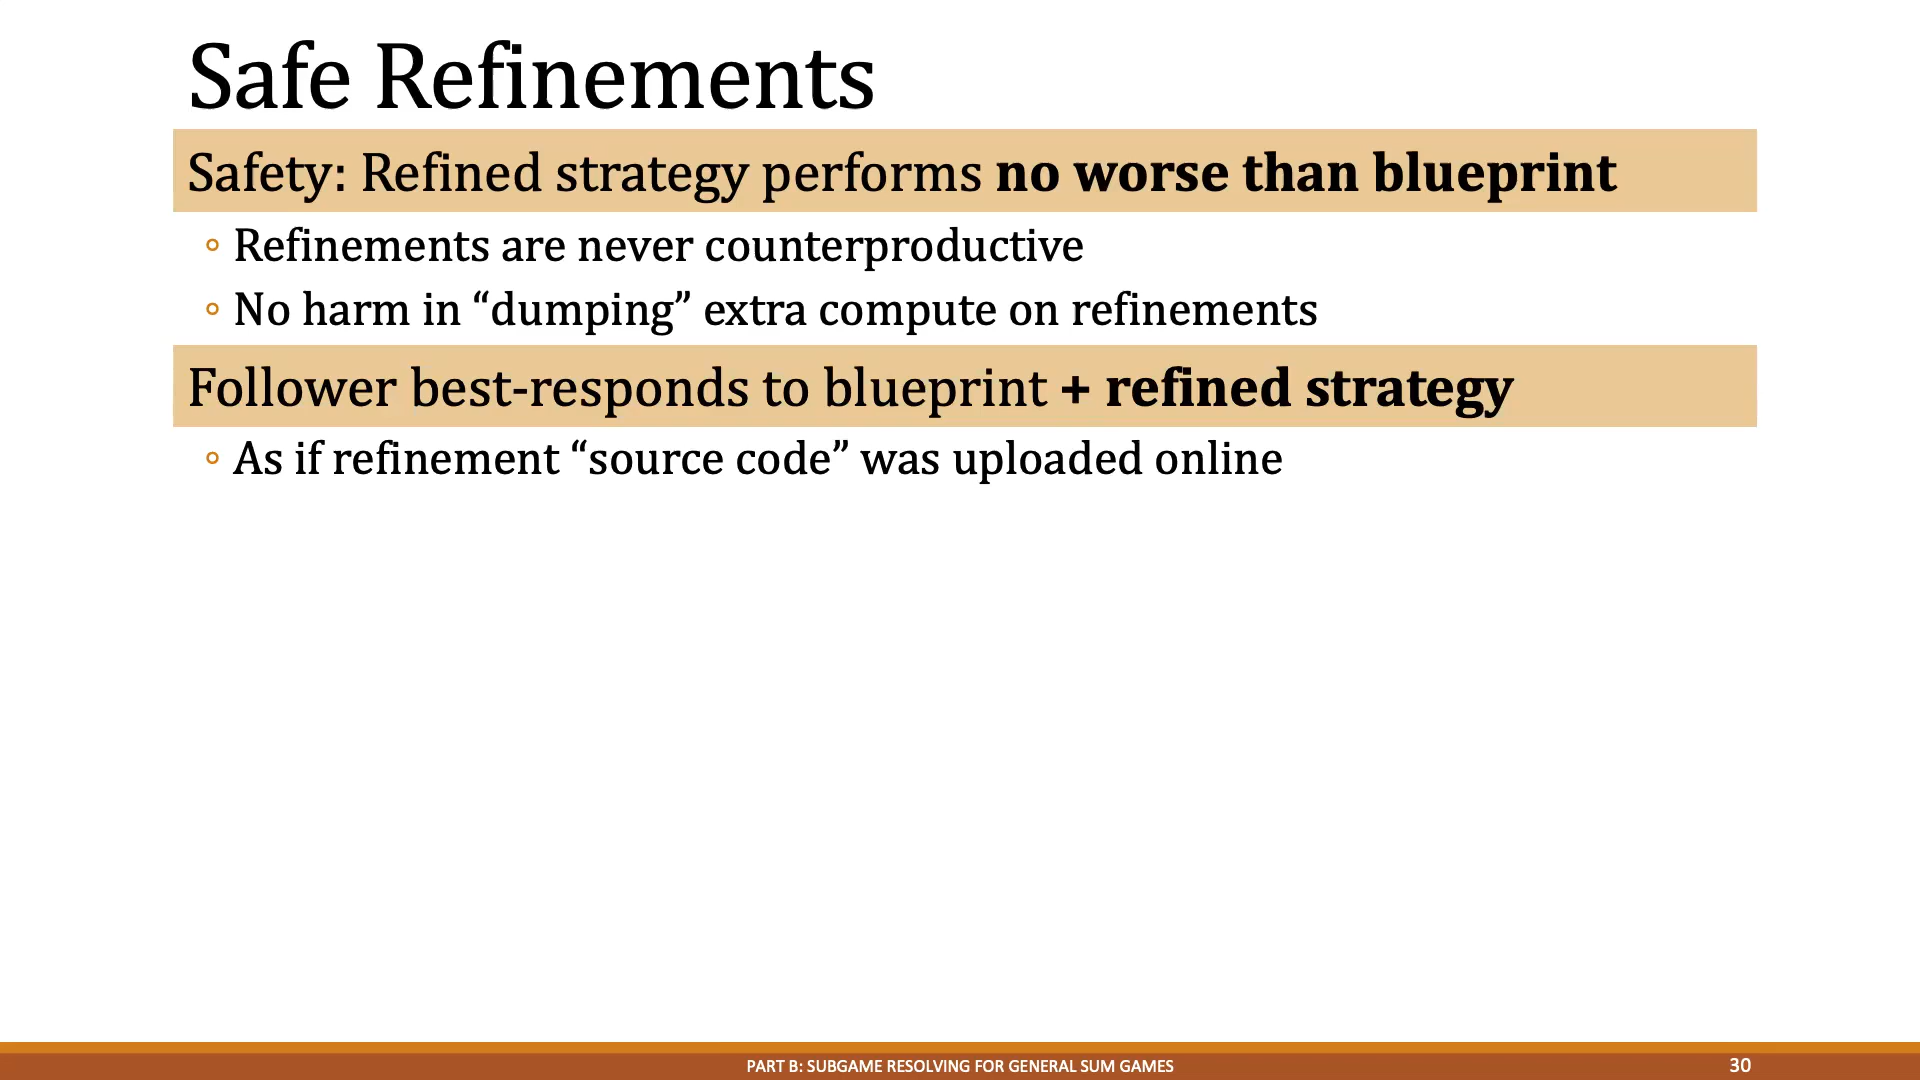 Safe Refinements
Safety: Refined strategy performs no worse than blueprint
◦ Refinements are never counterproductive
◦ No harm in “dumping” extra compute on refinements
Follower best-responds to blueprint + refined strategy
◦ As if refinement “source code” was uploaded online
PART B: SUBGAME RESOLVING FOR GENERAL SUM GAMES
30